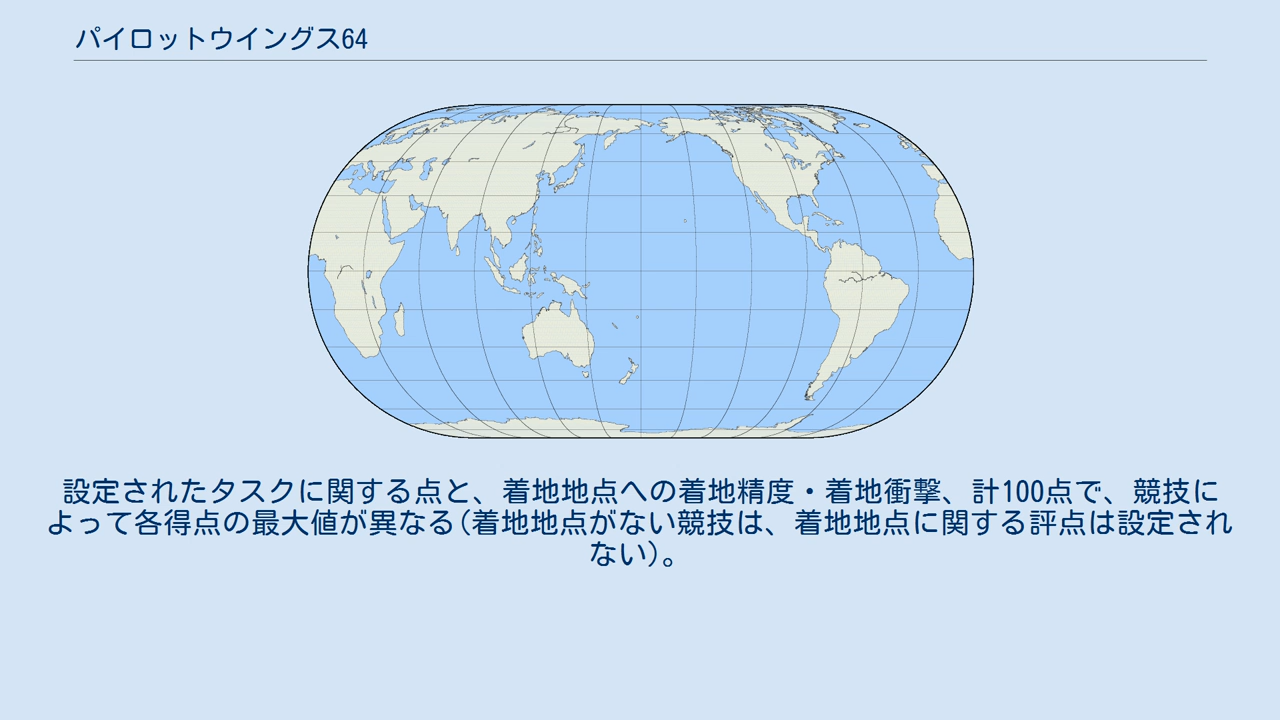 パイロットウイングス64
設定されたタスクに関する点と、着地地点への着地精度・着地衝撃、計100点で、競技に
よって各得点の最大値が異なる(着地地点がない競技は、着地地点に関する評点は設定され
ない)。